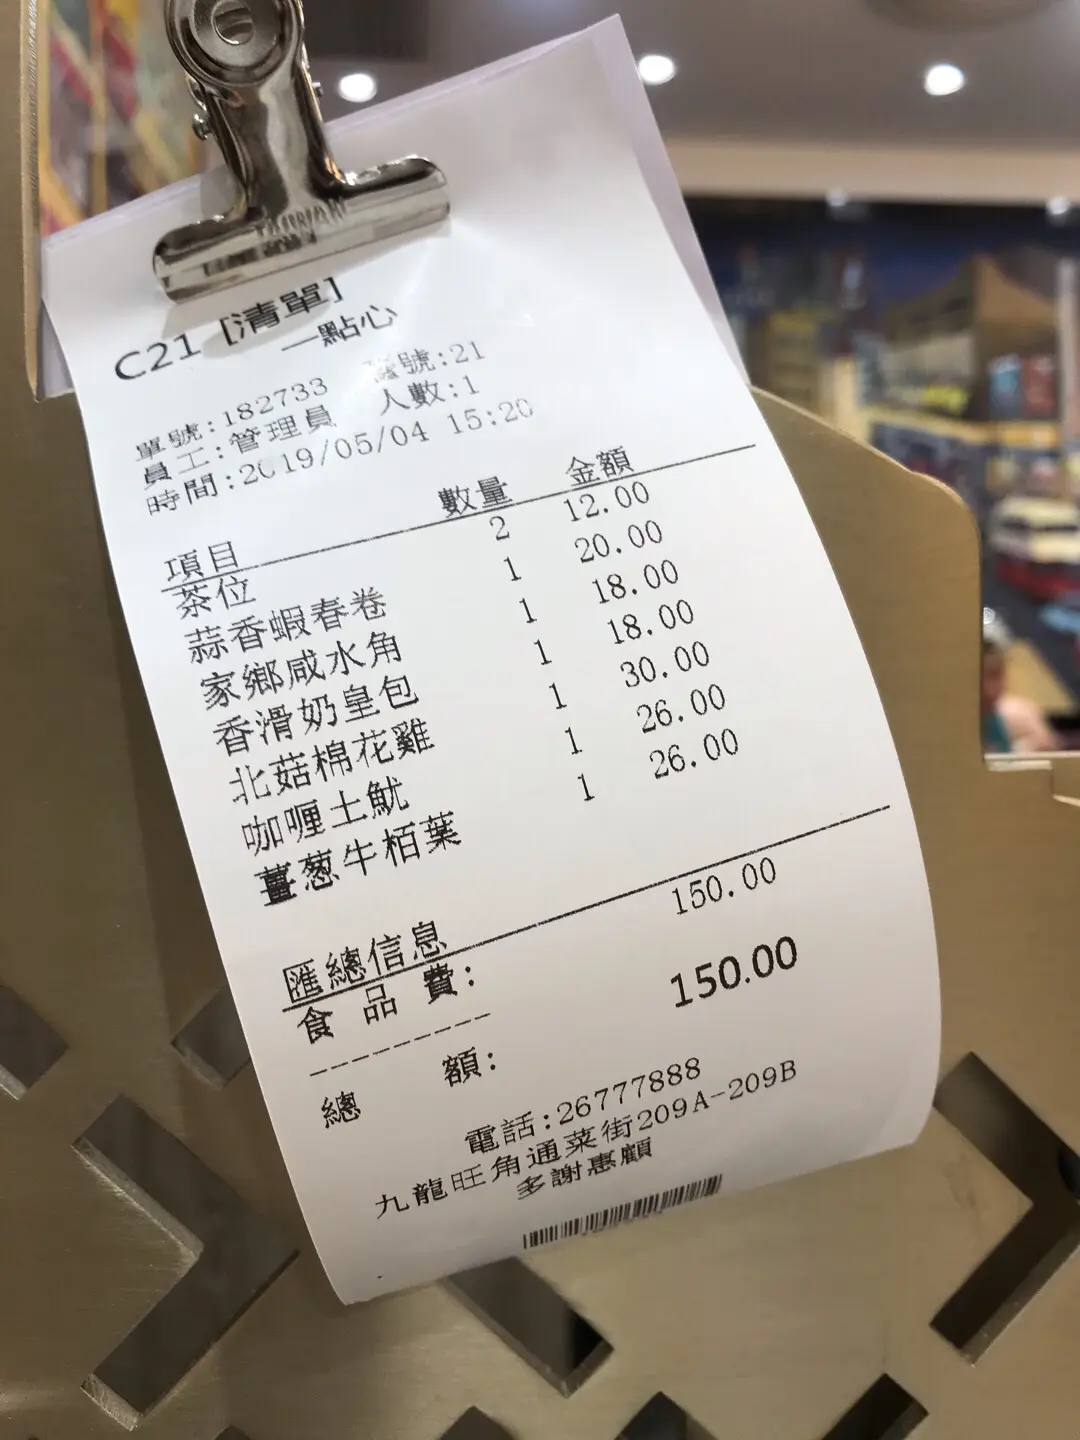 C21 [清單]
一點心
單號:182733 檯號:21
員工:管理員 人數:1
時間:2019/05/04 15:20
項目 數量 金額
茶位 2 12.00
蒜香蝦春卷 1 20.00
家鄉咸水角 1 18.00
香滑奶皇包 1 18.00
北菇棉花雞 1 30.00
咖喱土魷 1 26.00
薑葱牛栢葉 1 26.00
匯總信息
食品費: 150.00
總額: 150.00
電話:26777888
九龍旺角通菜街209A-209B
多謝惠顧